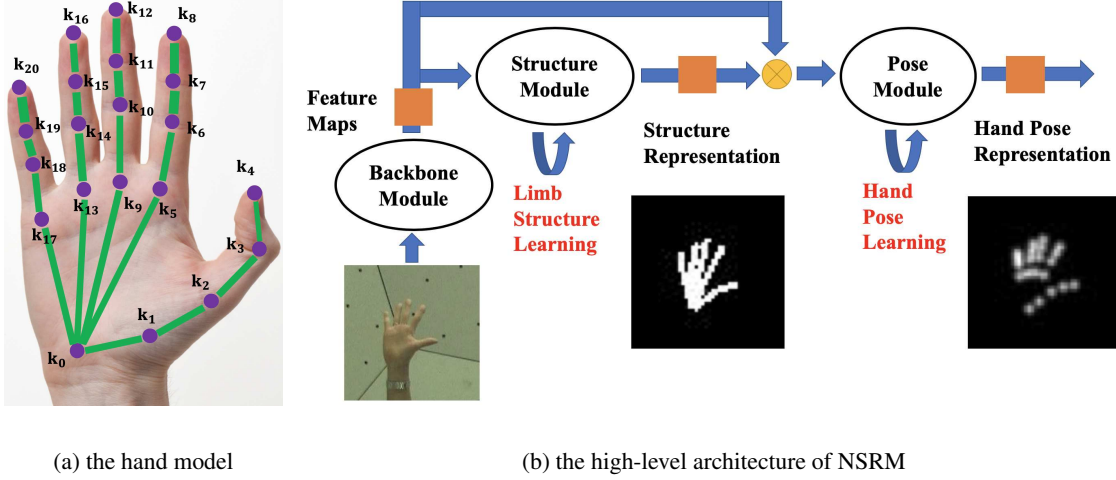 k₁₆
k₁₂
k₈
k₂₀
k₁₅
k₁₁
k₇
k₁₉
k₁₄
k₁₀
k₆
k₁₈
k₄
k₁₇
k₁₃
k₉
k₅
k₃
k₂
k₁
k₀
(a) the hand model
Feature
Maps
Backbone
Module
Structure
Module
Limb
Structure
Learning
Structure
Representation
Pose
Module
Hand
Pose
Learning
Hand Pose
Representation
(b) the high-level architecture of NSRM